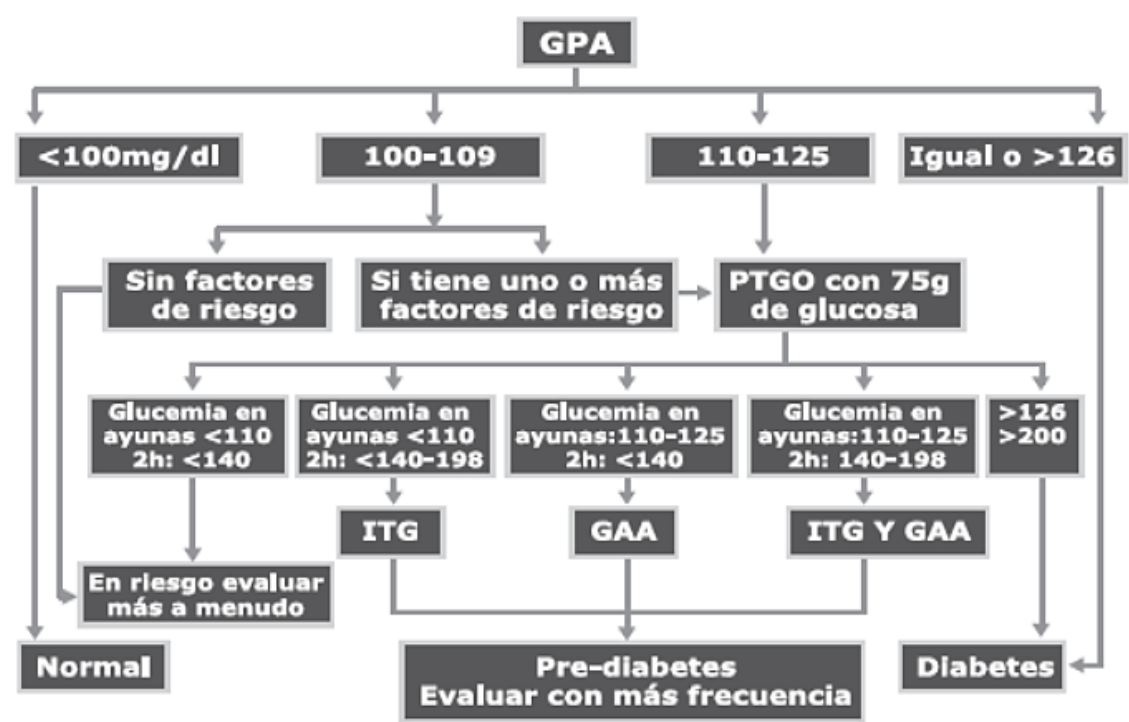 GPA
<100mg/dl
100-109
110-125
Igual o >126
Sin factores
de riesgo
Si tiene uno o más
factores de riesgo
PTGO con 75g
de glucosa
Glucemia en
ayunas <110
2h: <140
Glucemia en
ayunas <110
2h: <140-198
Glucemia en
ayunas:110-125
2h: <140
Glucemia en
ayunas:110-125
2h: 140-198
>126
>200
ITG
GAA
ITG Y GAA
En riesgo evaluar
más a menudo
Normal
Pre-diabetes
Evaluar con más frecuencia
Diabetes